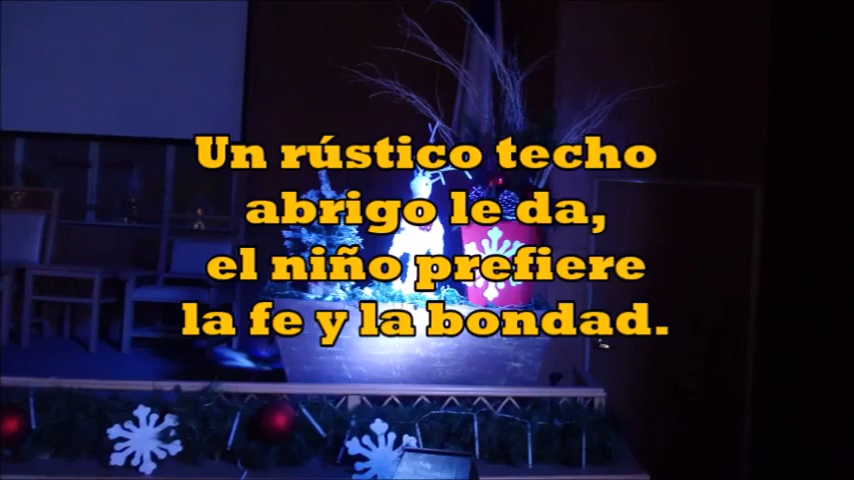 Un rústico techo
abrigo le da,
el niño prefiere
la fe y la bondad.